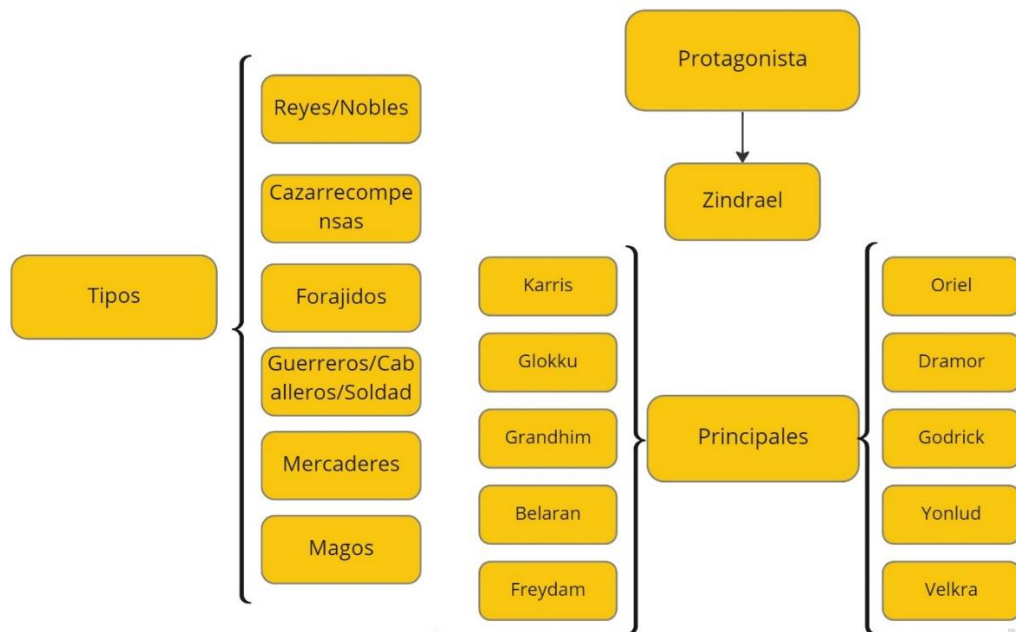 Tipos
Reyes/Nobles
Cazarrecompe
nsas
Forajidos
Guerreros/Cab
alleros/Soldad
Mercaderes
Magos
Protagonista
Zindrael
Karris
Glokku
Grandhim
Belaran
Freydam
Principales
Oriel
Dramor
Godrick
Yonlud
Velkra